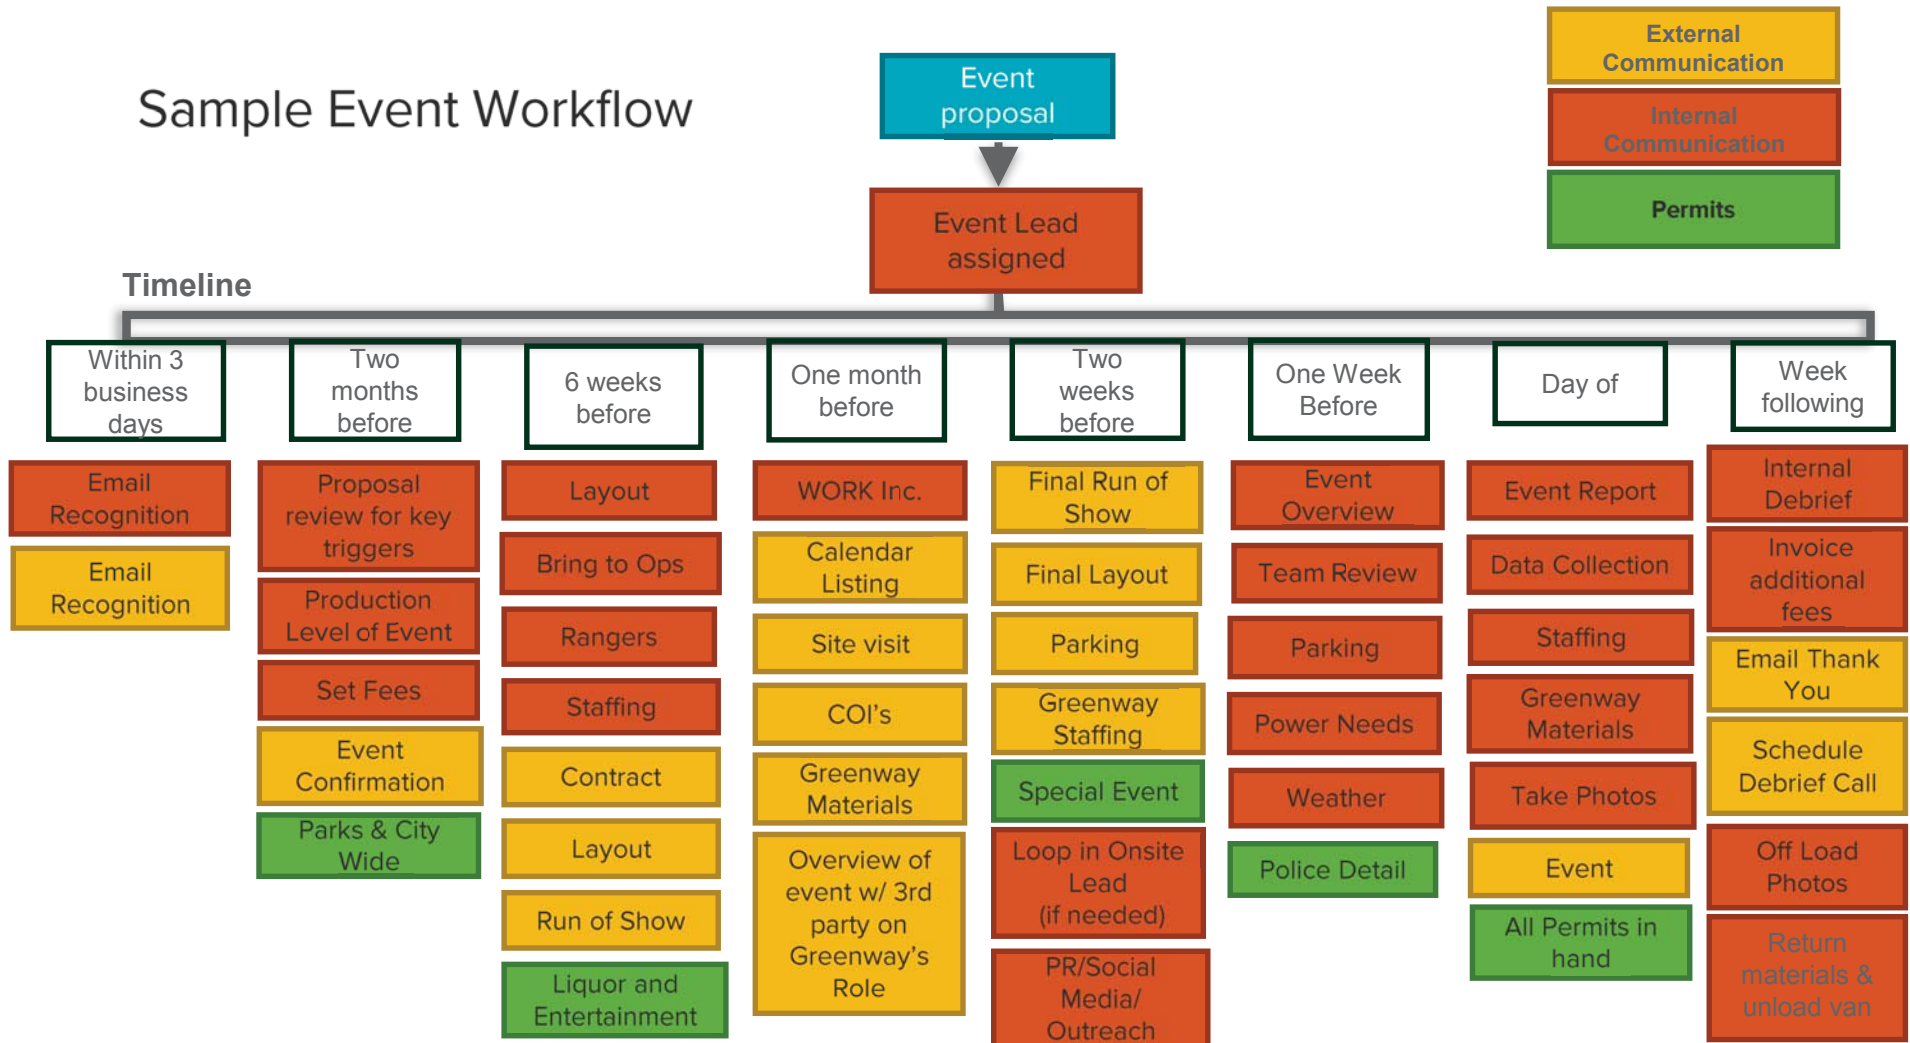 Sample Event Workflow
Event
proposal
Event Lead
assigned
External
Communication
Internal
Communication
Permits
Timeline
Within 3
business
days
Email
Recognition
Email
Recognition
Two
months
before
Proposal
review for key
triggers
Production
Level of Event
Set Fees
Event
Confirmation
Parks & City
Wide
6 weeks
before
Layout
Bring to Ops
Rangers
Staffing
Contract
Layout
Run of Show
Liquor and
Entertainment
One month
before
WORK Inc.
Calendar
Listing
Site visit
COI's
Greenway
Materials
Overview of
event w/ 3rd
party on
Greenway's
Role
Two
weeks
before
Final Run of
Show
Final Layout
Parking
Greenway
Staffing
Special Event
Loop in Onsite
Lead
(if needed)
PR/Social
Media/
Outreach
One Week
Before
Event
Overview
Team Review
Parking
Power Needs
Weather
Police Detail
Day of
Event Report
Data Collection
Staffing
Greenway
Materials
Take Photos
Event
All Permits in
hand
Week
following
Internal
Debrief
Invoice
additional
fees
Email Thank
You
Schedule
Debrief Call
Off Load
Photos
Return
materials &
unload van